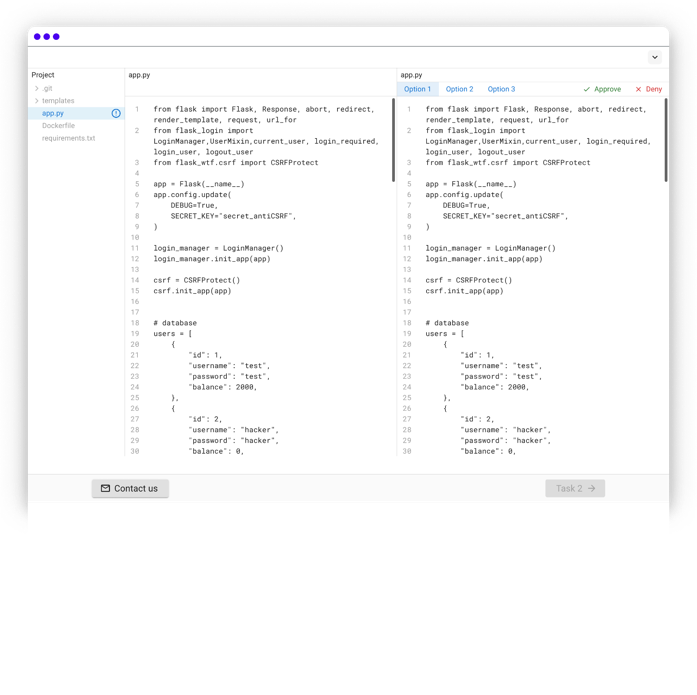 Project
.git
templates
app.py
Dockerfile
requirements.txt
app.py
1 from flask import Flask, Response, abort, redirect,
render_template, request, url_for
2 from flask_login import
LoginManager,UserMixin,current_user, login_required,
login_user, logout_user
3 from flask_wtf.csrf import CSRFProtect
4
5 app = Flask(__name__)
6 app.config.update(
7 DEBUG=True,
8 SECRET_KEY="secret_antiCSRF",
9 )
10
11 login_manager = LoginManager()
12 login_manager.init_app(app)
13
14 csrf = CSRFProtect()
15 csrf.init_app(app)
16
17
18 # database
19 users = [
20 {
21 "id": 1,
22 "username": "test",
23 "password": "test",
24 "balance": 2000,
25 },
26 {
27 "id": 2,
28 "username": "hacker",
29 "password": "hacker",
30 "balance": 0,
app.py
Option 1 Option 2 Option 3 Approve Deny
1 from flask import Flask, Response, abort, redirect,
render_template, request, url_for
2 from flask_login import
LoginManager,UserMixin,current_user, login_required,
login_user, logout_user
3 from flask_wtf.csrf import CSRFProtect
4
5 app = Flask(__name__)
6 app.config.update(
7 DEBUG=True,
8 SECRET_KEY="secret_antiCSRF",
9 )
10
11 login_manager = LoginManager()
12 login_manager.init_app(app)
13
14 csrf = CSRFProtect()
15 csrf.init_app(app)
16
17
18 # database
19 users = [
20 {
21 "id": 1,
22 "username": "test",
23 "password": "test",
24 "balance": 2000,
25 },
26 {
27 "id": 2,
28 "username": "hacker",
29 "password": "hacker",
30 "balance": 0,
Contact us
Task 2